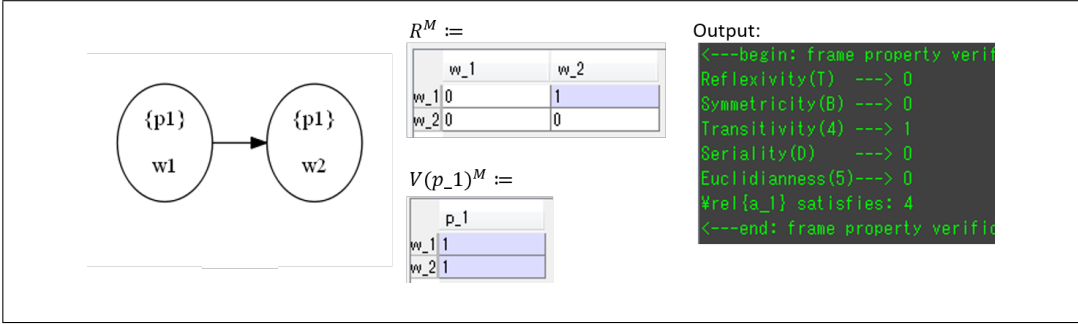 {p1}
w1
{p1}
w2
R^M :=
w_1 w_2
w_1 0 1
w_2 0 0
V(p_1)^M :=
p_1
w_1 1
w_2 1
Output:
<---begin: frame property verif
Reflexivity(T) ---> 0
Symmetricity(B) ---> 0
Transitivity(4) ---> 1
Seriality(D) ---> 0
Euclidianness(5)---> 0
¥rel{a_1} satisfies: 4
<---end: frame property verific